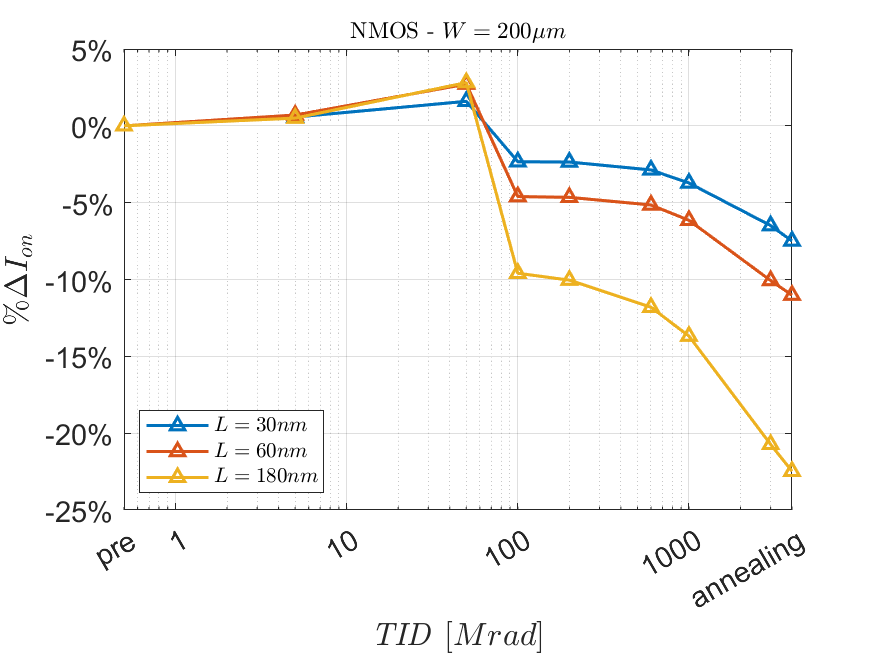 NMOS - W = 200μm
5%
0%
-5%
-10%
-15%
-20%
-25%
%ΔI_on
L = 30nm
L = 60nm
L = 180nm
pre 1 10 100 1000 annealing
TID [Mrad]